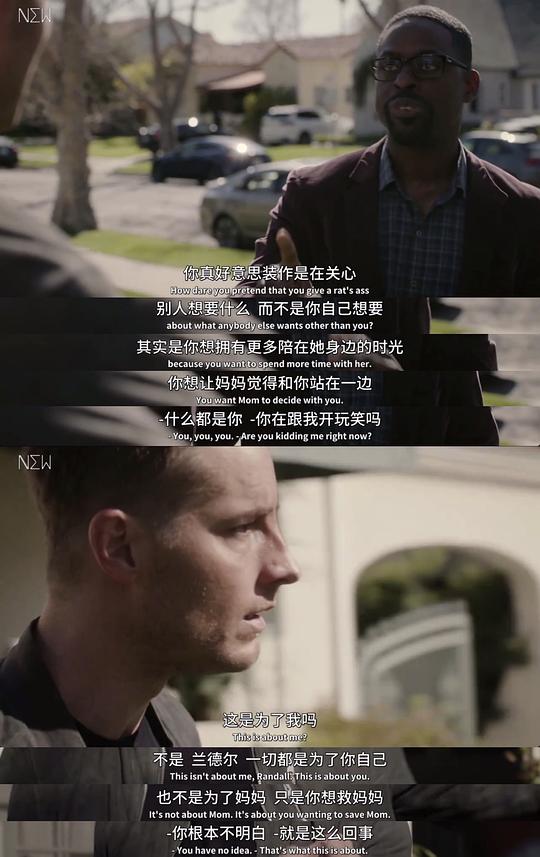 NEW
你真好意思装作是在关心
How dare you pretend that you give a rat's ass
别人想要什么 而不是你自己想要
about what anybody else wants other than you?
其实是你想拥有更多陪在她身边的时光
because you want to spend more time with her.
你想让妈妈觉得和你站在一边
You want Mom to decide with you.
-什么都是你 -你在跟我开玩笑吗
- You, you, you. - Are you kidding me right now?
NEW
这是为了我吗
This is about me?
不是 兰德尔 一切都是为了你自己
This isn't about me, Randall! This is about you.
也不是为了妈妈 只是你想救妈妈
It's not about Mom. It's about you wanting to save Mom.
-你根本不明白 -就是这么回事
- You have no idea. - That's what this is about.